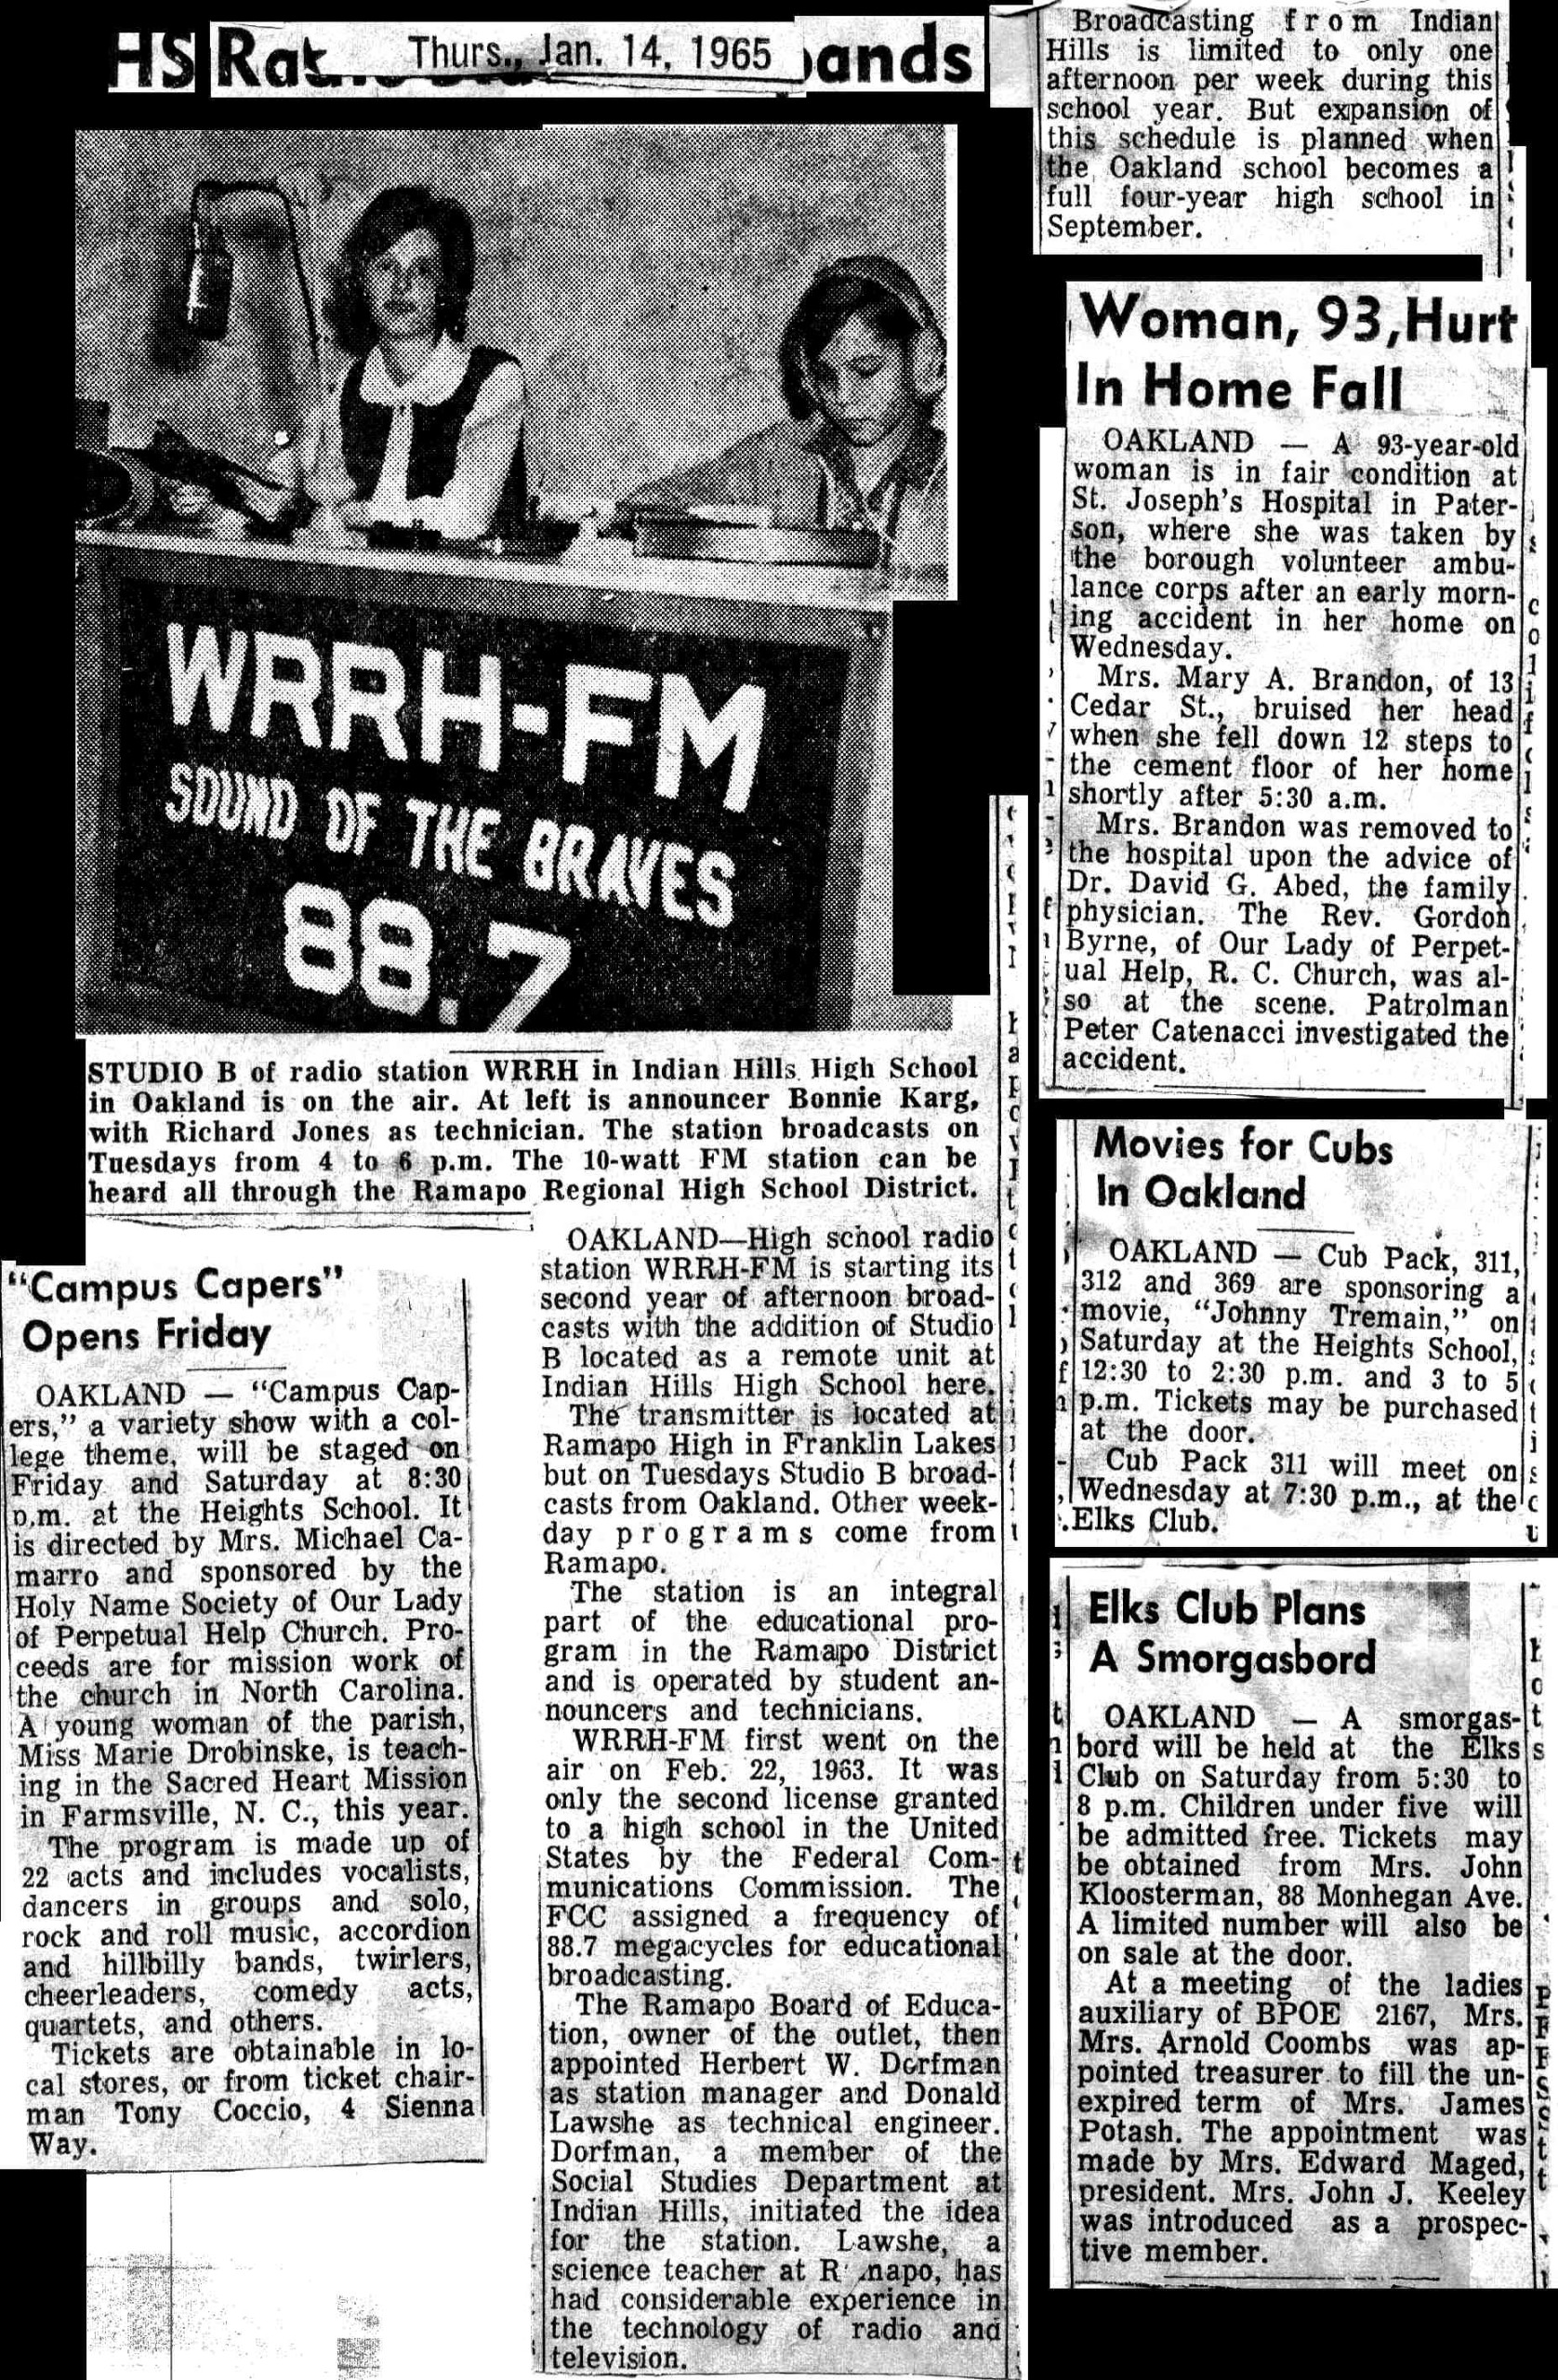 HS Ra
ands
Thurs., Jan. 14, 1965
WRRH-FM
SOUND OF THE BRAVES
88.7
STUDIO B of radio station WRRH in Indian Hills High School
in Oakland is on the air. At left is announcer Bonnie Karg,
with Richard Jones as technician. The station broadcasts on
Tuesdays from 4 to 6 p.m. The 10-watt FM station can be
heard all through the Ramapo Regional High School District.
OAKLAND—High school radio
station WRRH-FM is starting its
second year of afternoon broad-
casts with the addition of Studio
B located as a remote unit at
Indian Hills High School here.
The transmitter is located at
Ramapo High in Franklin Lakes
but on Tuesdays Studio B broad-
casts from Oakland. Other week-
day programs come from
Ramapo.
The station is an integral
part of the educational pro-
gram in the Ramapo District
and is operated by student an-
nouncers and technicians.
WRRH-FM first went on the
air on Feb. 22, 1963. It was
only the second license granted
to a high school in the United
States by the Federal Com-
munications Commission. The
FCC assigned a frequency of
88.7 megacycles for educational
broadcasting.
The Ramapo Board of Educa-
tion, owner of the outlet, then
appointed Herbert W. Dorfman
as station manager and Donald
Lawshe as technical engineer.
Dorfman, a member of the
Social Studies Department at
Indian Hills, initiated the idea
for the station. Lawshe, a
science teacher at R mapo, has
had considerable experience in
the technology of radio and
television.
Broadcasting from Indian
Hills is limited to only one
afternoon per week during this
school year. But expansion of
this schedule is planned when
the Oakland school becomes a
full four-year high school in
September.
"Campus Capers"
Opens Friday
OAKLAND — "Campus Cap-
ers," a variety show with a col-
lege theme, will be staged on
Friday and Saturday at 8:30
p.m. at the Heights School. It
is directed by Mrs. Michael Ca-
marro and sponsored by the
Holy Name Society of Our Lady
of Perpetual Help Church. Pro-
ceeds are for mission work of
the church in North Carolina.
A young woman of the parish,
Miss Marie Drobinske, is teach-
ing in the Sacred Heart Mission
in Farmsville, N. C., this year.
The program is made up of
22 acts and includes vocalists,
dancers in groups and solo,
rock and roll music, accordion
and hillbilly bands, twirlers,
cheerleaders, comedy acts,
quartets, and others.
Tickets are obtainable in lo-
cal stores, or from ticket chair-
man Tony Coccio, 4 Sienna
Way.
Woman, 93, Hurt
In Home Fall
OAKLAND — A 93-year-old
woman is in fair condition at
St. Joseph's Hospital in Pater-
son, where she was taken by
the borough volunteer ambu-
lance corps after an early morn-
ing accident in her home on
Wednesday.
Mrs. Mary A. Brandon, of 13
Cedar St., bruised her head
when she fell down 12 steps to
the cement floor of her home
shortly after 5:30 a.m.
Mrs. Brandon was removed to
the hospital upon the advice of
Dr. David G. Abed, the family
physician. The Rev. Gordon
Byrne, of Our Lady of Perpet-
ual Help, R. C. Church, was al-
so at the scene. Patrolman
Peter Catenacci investigated the
accident.
Movies for Cubs
In Oakland
OAKLAND — Cub Pack, 311,
312 and 369 are sponsoring a
movie, "Johnny Tremain," on
Saturday at the Heights School,
12:30 to 2:30 p.m. and 3 to 5
p.m. Tickets may be purchased
at the door.
Cub Pack 311 will meet on
Wednesday at 7:30 p.m., at the
Elks Club.
Elks Club Plans
A Smorgasbord
OAKLAND — A smorgas-
bord will be held at the Elks
Club on Saturday from 5:30 to
8 p.m. Children under five will
be admitted free. Tickets may
be obtained from Mrs. John
Kloosterman, 88 Monhegan Ave.
A limited number will also be
on sale at the door.
At a meeting of the ladies
auxiliary of BPOE 2167, Mrs.
Mrs. Arnold Coombs was ap-
pointed treasurer to fill the un-
expired term of Mrs. James
Potash. The appointment was
made by Mrs. Edward Maged,
president. Mrs. John J. Keeley
was introduced as a prospec-
tive member.